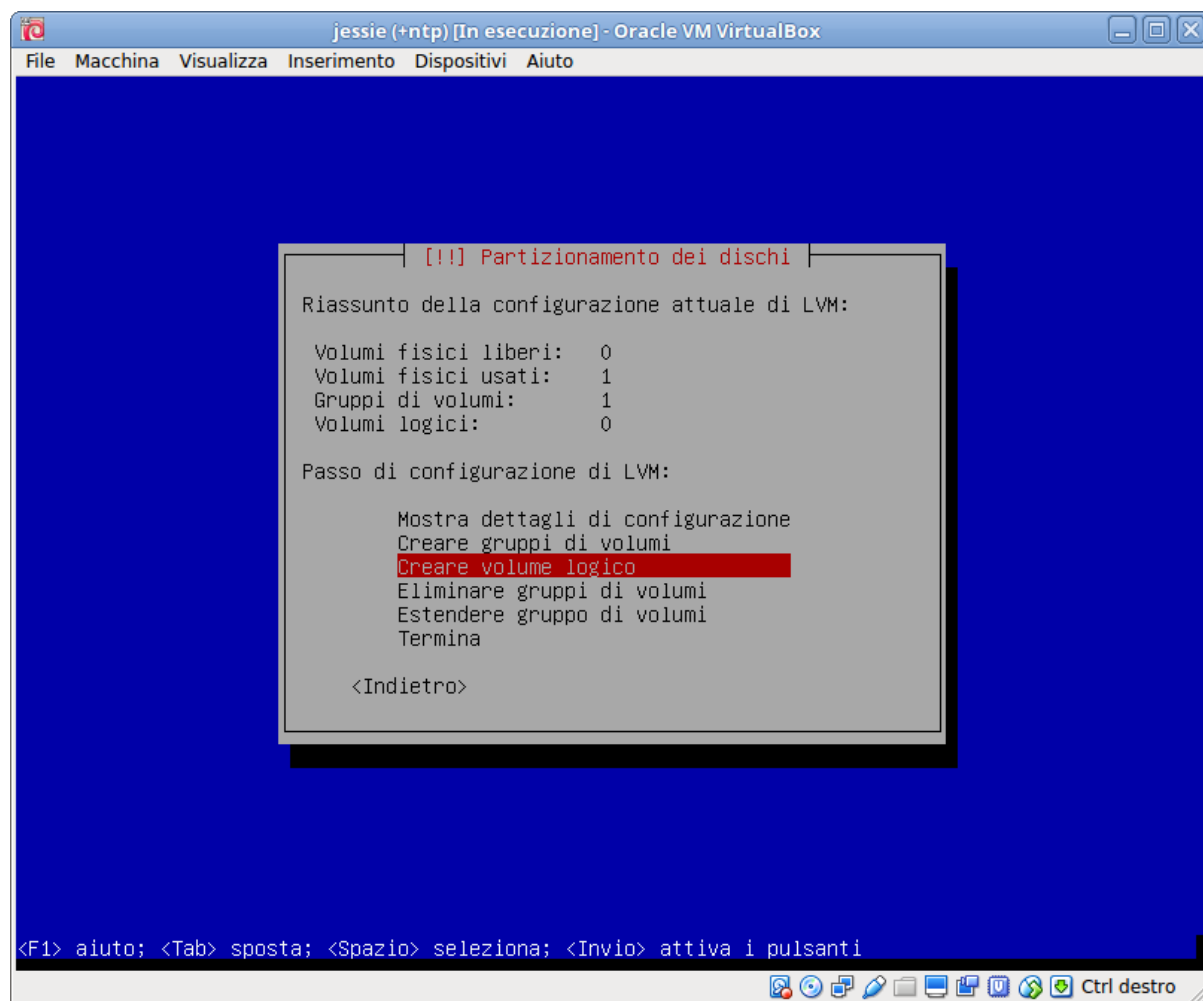 jessie (+ntp) [In esecuzione] - Oracle VM VirtualBox
File Macchina Visualizza Inserimento Dispositivi Aiuto
[!!] Partizionamento dei dischi
Riassunto della configurazione attuale di LVM:
Volumi fisici liberi: 0
Volumi fisici usati: 1
Gruppi di volumi: 1
Volumi logici: 0
Passo di configurazione di LVM:
Mostra dettagli di configurazione
Creare gruppi di volumi
Creare volume logico
Eliminare gruppi di volumi
Estendere gruppo di volumi
Termina
<Indietro>
<F1> aiuto; <Tab> sposta; <Spazio> seleziona; <Invio> attiva i pulsanti
Ctrl destro